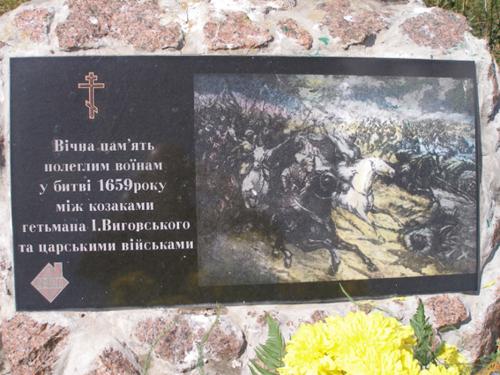 Вічна пам'ять
полеглим воїнам
у битві 1659року
між козаками
гетьмана І.Виговського
та царськими військами